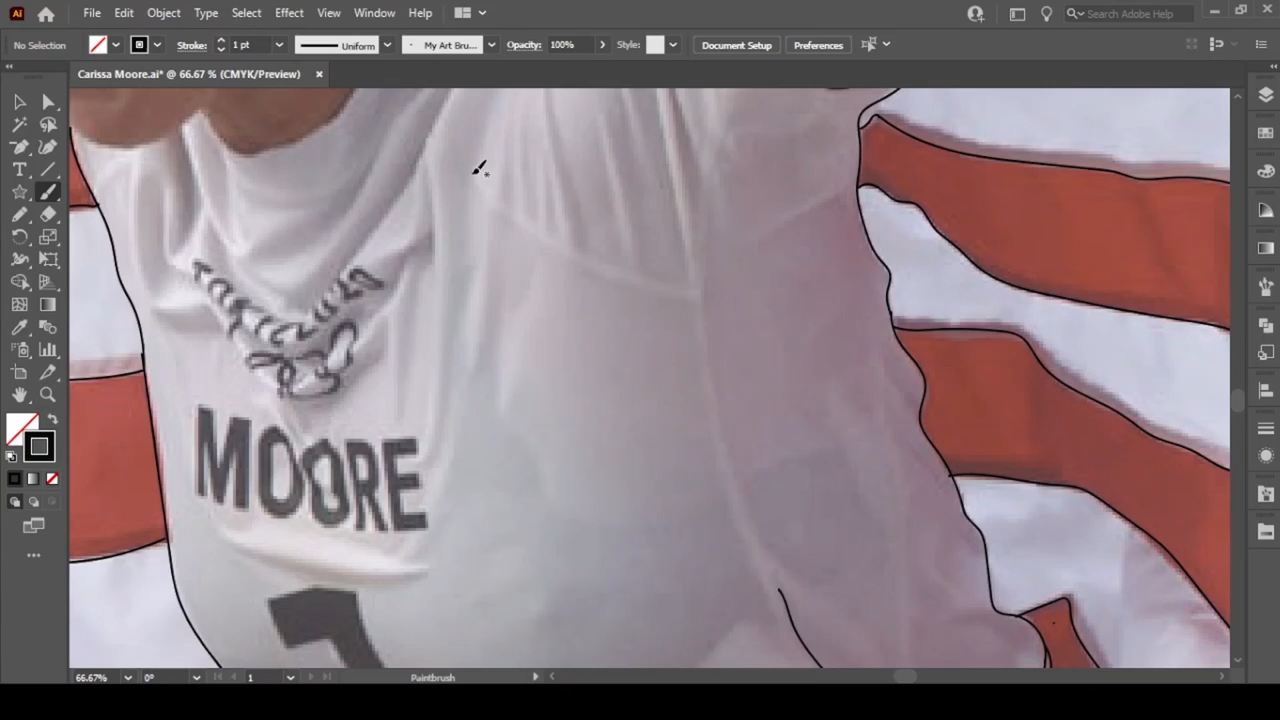 Ai File Edit Object Type Select Effect View Window Help Search Adobe Help
No Selection Stroke: 1 pt Uniform My Art Bru... Opacity: 100% Style: Document Setup Preferences
Carissa Moore.ai* @ 66.67 % (CMYK/Preview) ×
MOORE
1
66.67% 0° 1 Paintbrush